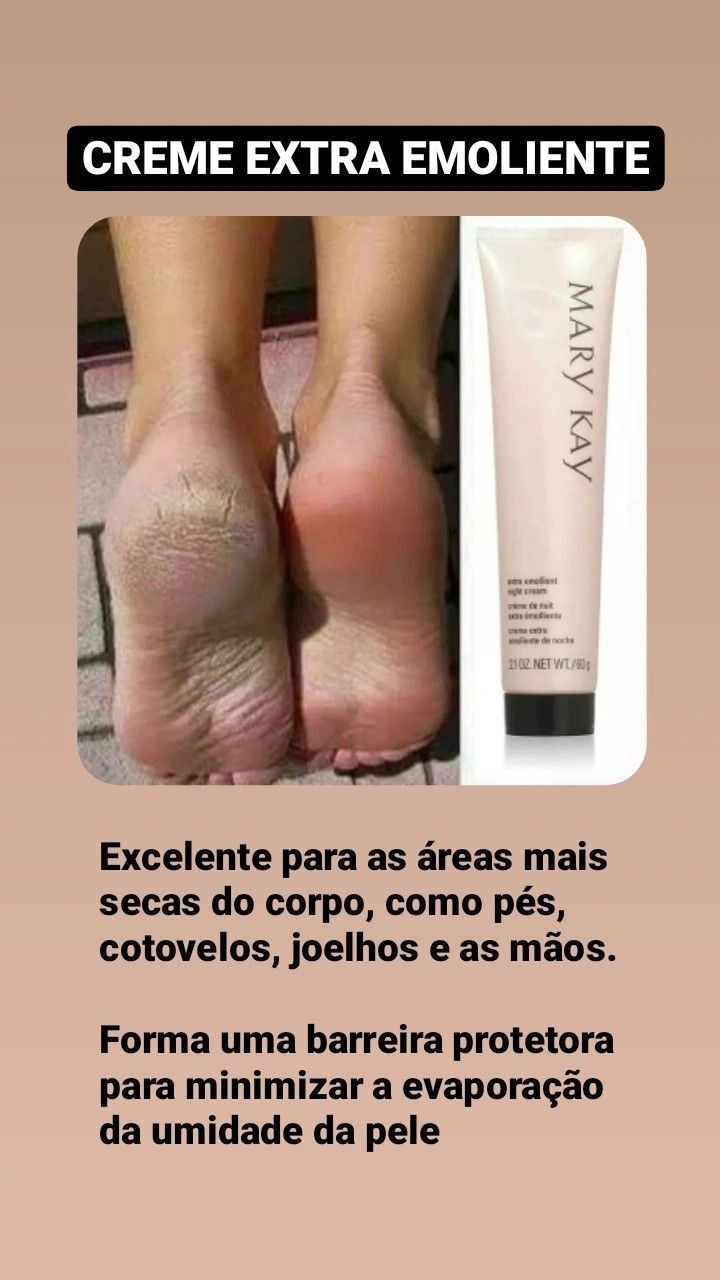 CREME EXTRA EMOLIENTE
MARY KAY
extra emollient
night cream
crème de nuit
extra émolliente
crema extra
emoliente de noche
2.1 OZ. NET WT./60 g
Excelente para as áreas mais
secas do corpo, como pés,
cotovelos, joelhos e as mãos.
Forma uma barreira protetora
para minimizar a evaporação
da umidade da pele